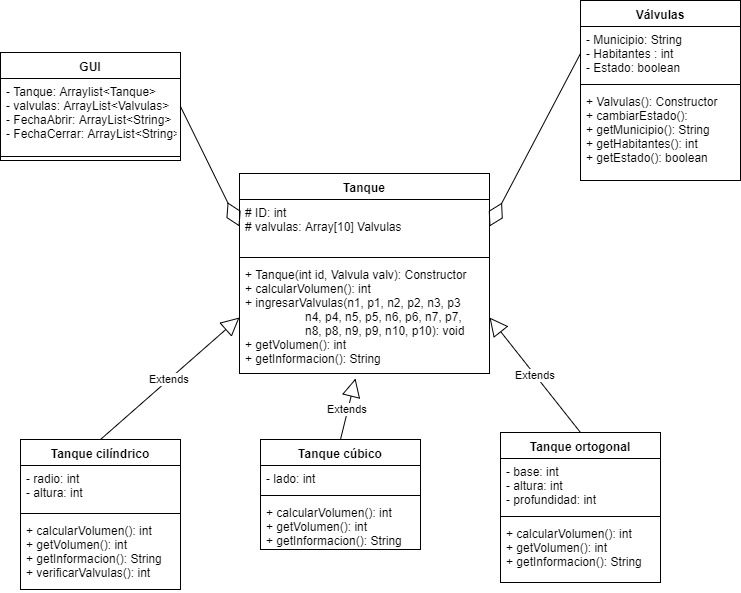 Válvulas
- Municipio: String
- Habitantes : int
- Estado: boolean
+ Valvulas(): Constructor
+ cambiarEstado():
+ getMunicipio(): String
+ getHabitantes(): int
+ getEstado(): boolean
GUI
- Tanque: Arraylist<Tanque>
- valvulas: ArrayList<Valvulas>
- FechaAbrir: ArrayList<String>
- FechaCerrar: ArrayList<String>
Tanque
# ID: int
# valvulas: Array[10] Valvulas
+ Tanque(int id, Valvula valv): Constructor
+ calcularVolumen(): int
+ ingresarValvulas(n1, p1, n2, p2, n3, p3
n4, p4, n5, p5, n6, p6, n7, p7,
n8, p8, n9, p9, n10, p10): void
+ getVolumen(): int
+ getInformacion(): String
Extends
Extends
Extends
Tanque cilíndrico
- radio: int
- altura: int
+ calcularVolumen(): int
+ getVolumen(): int
+ getInformacion(): String
+ verificarValvulas(): int
Tanque cúbico
- lado: int
+ calcularVolumen(): int
+ getVolumen(): int
+ getInformacion(): String
Tanque ortogonal
- base: int
- altura: int
- profundidad: int
+ calcularVolumen(): int
+ getVolumen(): int
+ getInformacion(): String